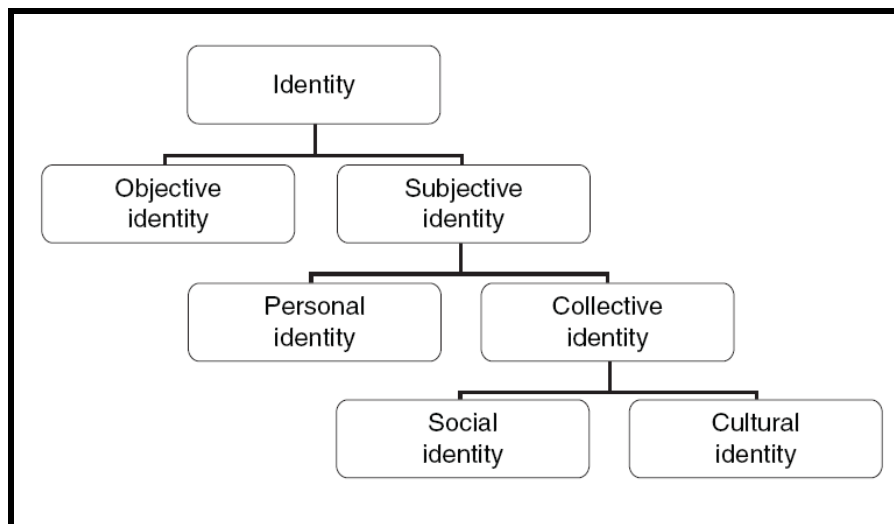 Identity
Objective
identity
Subjective
identity
Personal
identity
Collective
identity
Social
identity
Cultural
identity